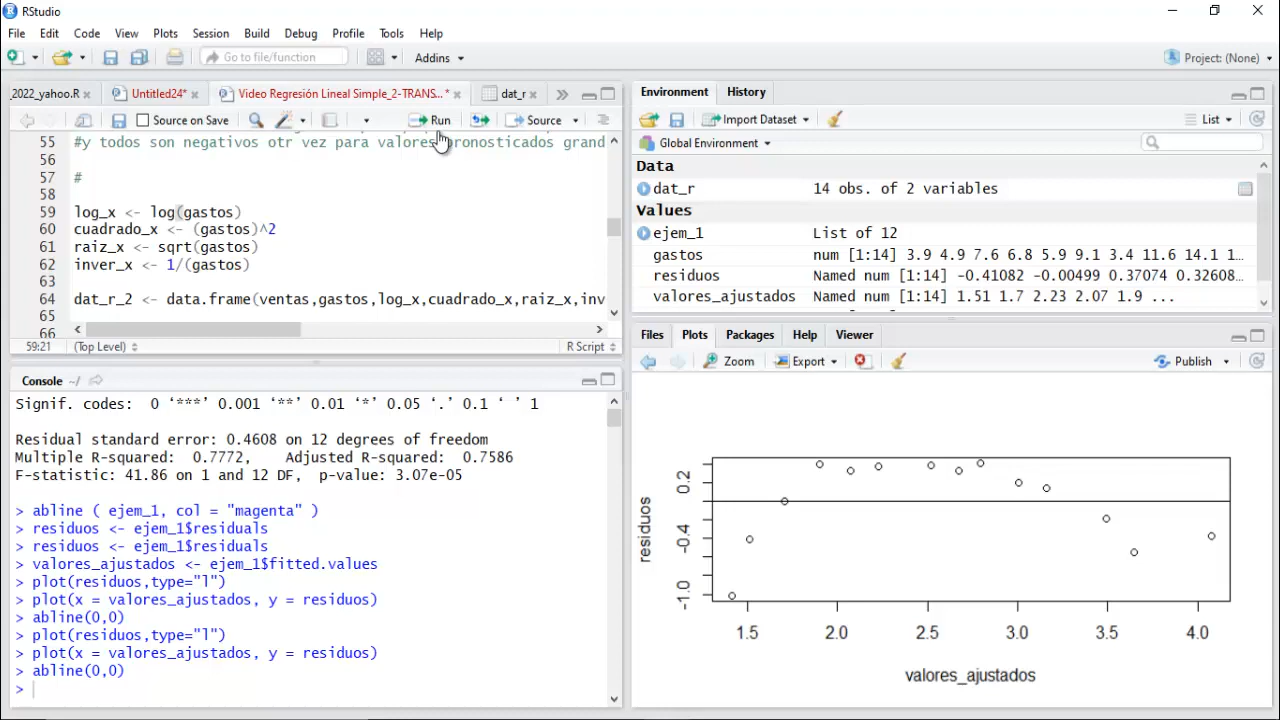 RStudio
File Edit Code View Plots Session Build Debug Profile Tools Help
Go to file/function
Addins
Project: (None)
_2022_yahoo.R
Untitled24*
Video Regresión Lineal Simple_2-TRANS...*
dat_r
Source on Save
Run
Source
55 #y todos son negativos otr vez para valores pronosticados grand
56
57 #
58
59 log_x <- log(gastos)
60 cuadrado_x <- (gastos)^2
61 raiz_x <- sqrt(gastos)
62 inver_x <- 1/(gastos)
63
64 dat_r_2 <- data.frame(ventas,gastos,log_x,cuadrado_x,raiz_x,inv
65
66
59:21 (Top Level) R Script
Console ~/
Signif. codes: 0 ‘***’ 0.001 ‘**’ 0.01 ‘*’ 0.05 ‘.’ 0.1 ‘ ’ 1
Residual standard error: 0.4608 on 12 degrees of freedom
Multiple R-squared: 0.7772, Adjusted R-squared: 0.7586
F-statistic: 41.86 on 1 and 12 DF, p-value: 3.07e-05
> abline ( ejem_1, col = "magenta" )
> residuos <- ejem_1$residuals
> residuos <- ejem_1$residuals
> valores_ajustados <- ejem_1$fitted.values
> plot(residuos,type="l")
> plot(x = valores_ajustados, y = residuos)
> abline(0,0)
> plot(residuos,type="l")
> plot(x = valores_ajustados, y = residuos)
> abline(0,0)
>
Environment History
Import Dataset
List
Global Environment
Data
dat_r 14 obs. of 2 variables
Values
ejem_1 List of 12
gastos num [1:14] 3.9 4.9 7.6 6.8 5.9 9.1 3.4 11.6 14.1 1...
residuos Named num [1:14] -0.41082 -0.00499 0.37074 0.32608...
valores_ajustados Named num [1:14] 1.51 1.7 2.23 2.07 1.9 ...
Files Plots Packages Help Viewer
Zoom Export Publish
residuos
0.2
-0.4
-1.0
1.5 2.0 2.5 3.0 3.5 4.0
valores_ajustados